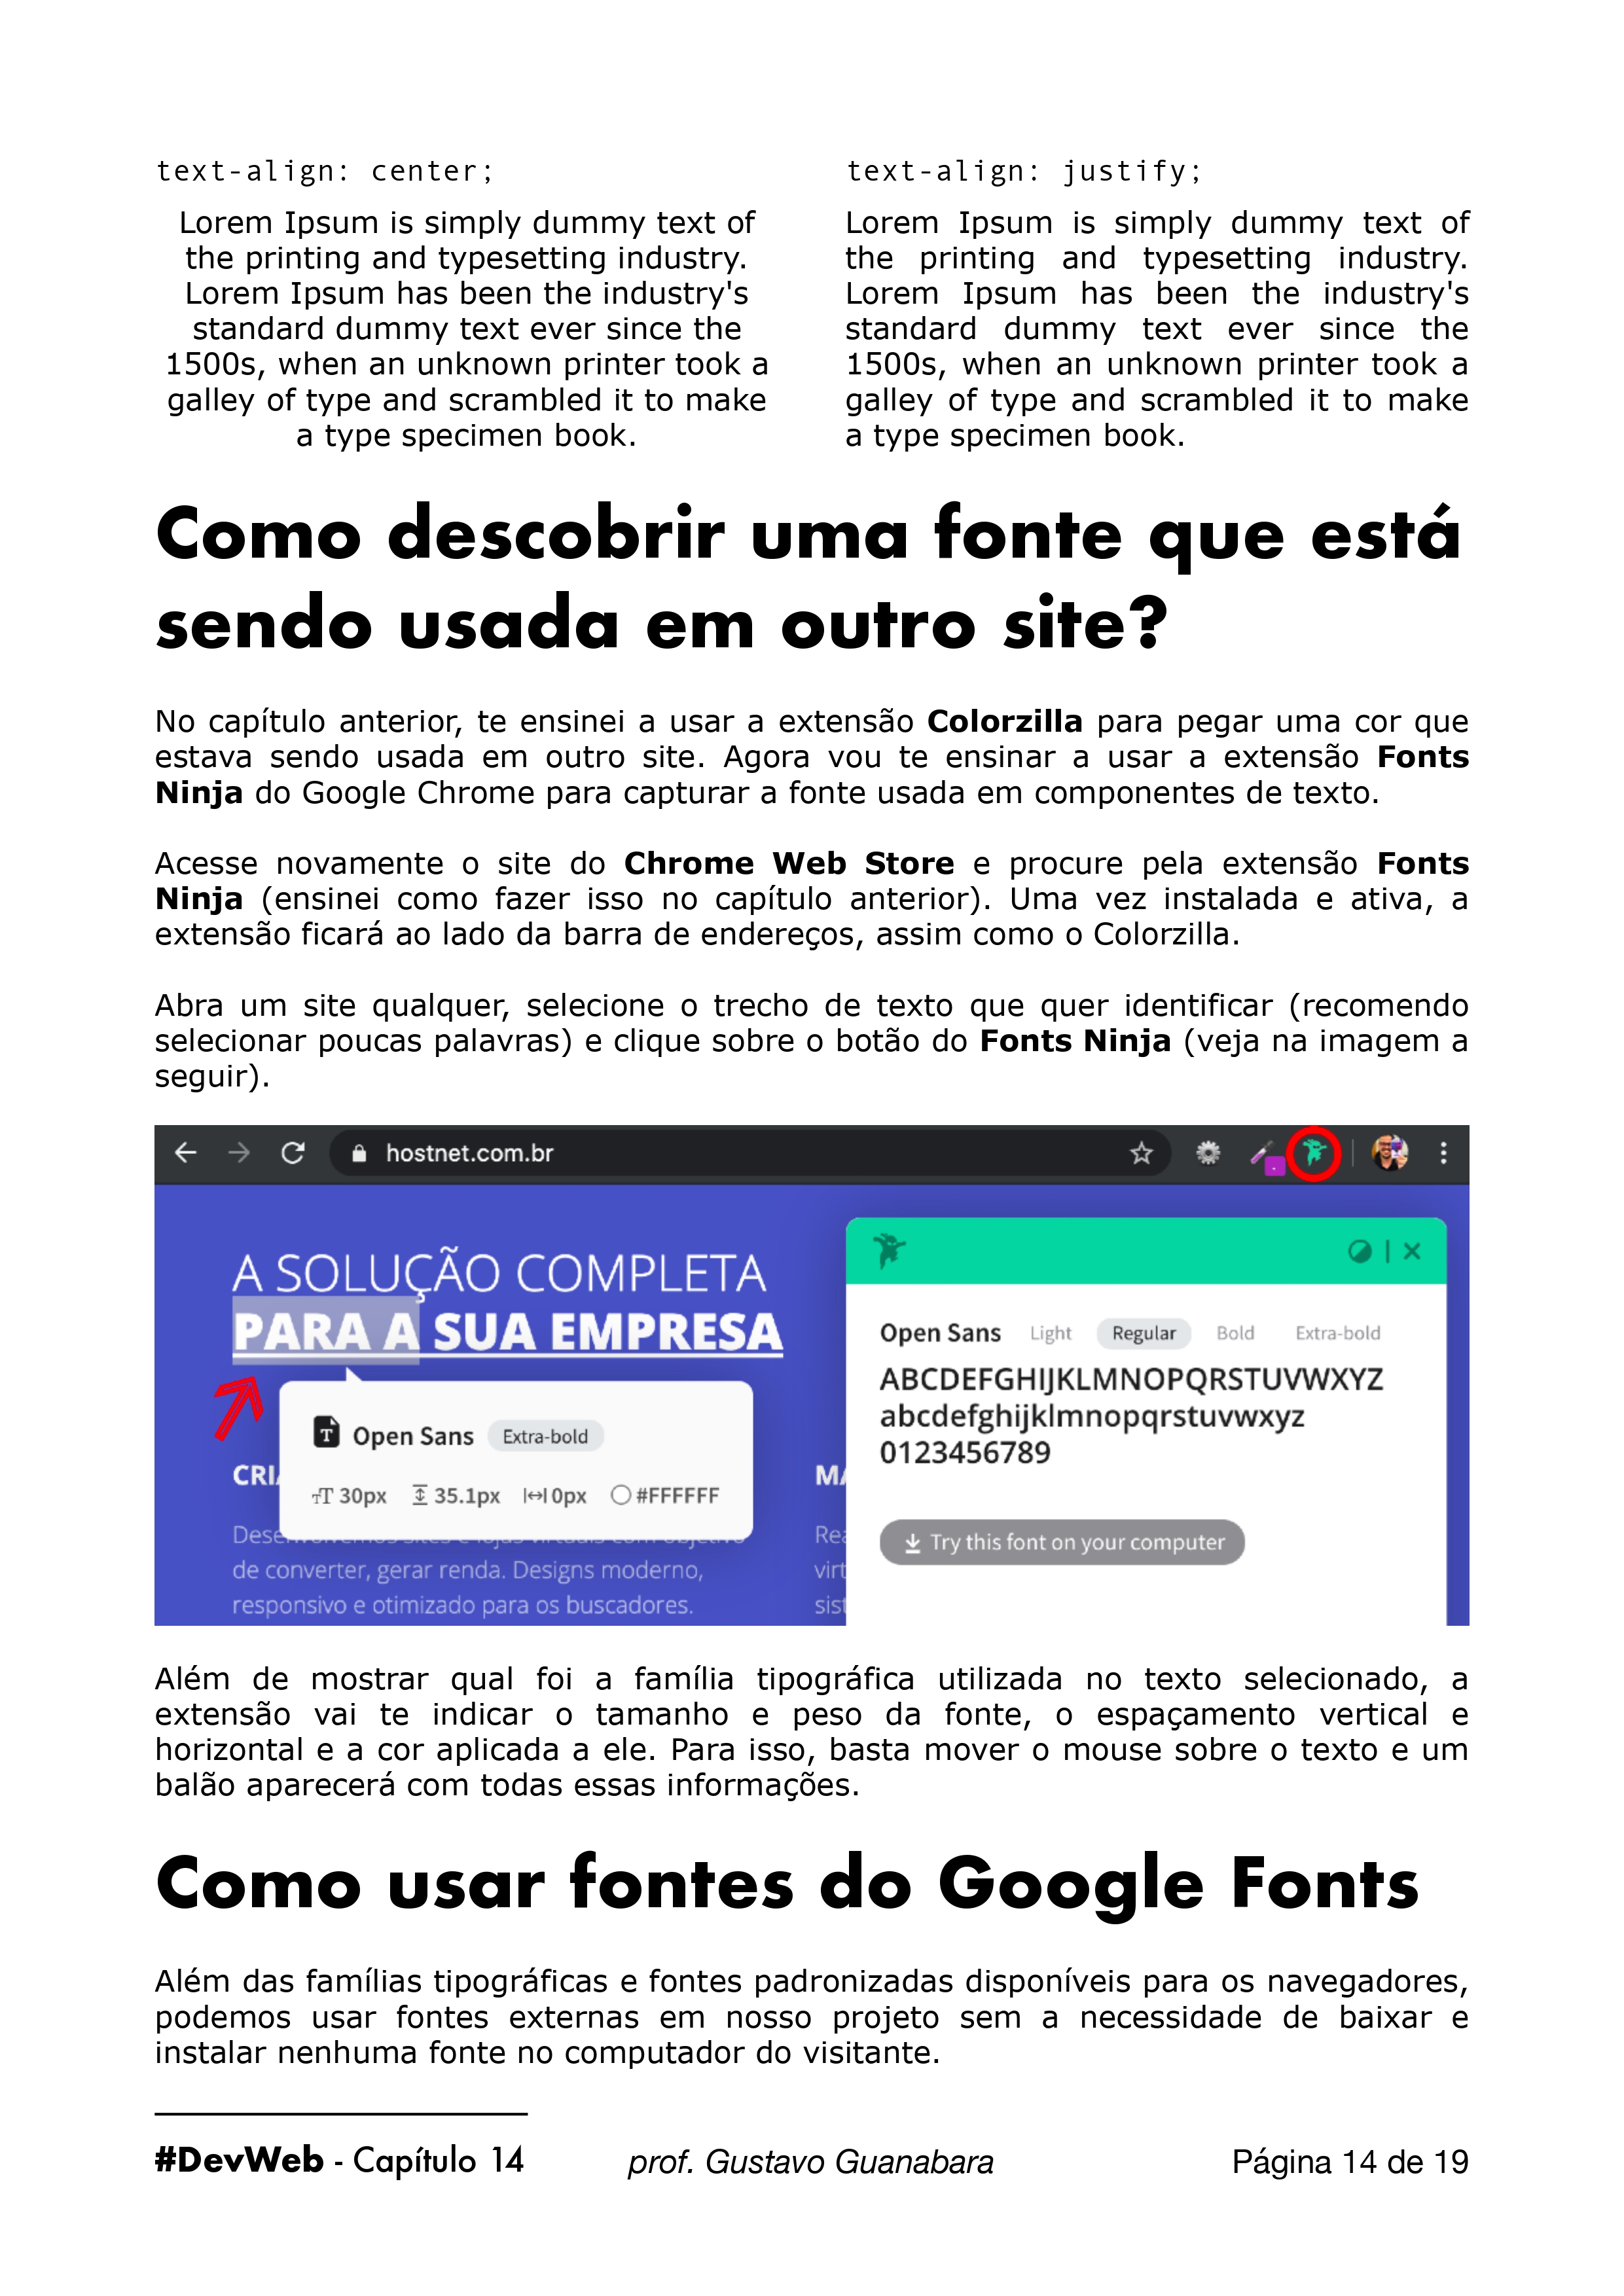 text-align: center;
Lorem Ipsum is simply dummy text of
the printing and typesetting industry.
Lorem Ipsum has been the industry's
standard dummy text ever since the
1500s, when an unknown printer took a
galley of type and scrambled it to make
a type specimen book.
text-align: justify;
Lorem Ipsum is simply dummy text of
the printing and typesetting industry.
Lorem Ipsum has been the industry's
standard dummy text ever since the
1500s, when an unknown printer took a
galley of type and scrambled it to make
a type specimen book.
Como descobrir uma fonte que está
sendo usada em outro site?
No capítulo anterior, te ensinei a usar a extensão Colorzilla para pegar uma cor que
estava sendo usada em outro site. Agora vou te ensinar a usar a extensão Fonts
Ninja do Google Chrome para capturar a fonte usada em componentes de texto.
Acesse novamente o site do Chrome Web Store e procure pela extensão Fonts
Ninja (ensinei como fazer isso no capítulo anterior). Uma vez instalada e ativa, a
extensão ficará ao lado da barra de endereços, assim como o Colorzilla.
Abra um site qualquer, selecione o trecho de texto que quer identificar (recomendo
selecionar poucas palavras) e clique sobre o botão do Fonts Ninja (veja na imagem a
seguir).
hostnet.com.br
A SOLUÇÃO COMPLETA
PARA A SUA EMPRESA
Open Sans Extra-bold
30px 35.1px 0px #FFFFFF
CRI
de converter, gerar renda. Designs moderno,
responsivo e otimizado para os buscadores.
MA
Rea
virt
sist
Open Sans Light Regular Bold Extra-bold
ABCDEFGHIJKLMNOPQRSTUVWXYZ
abcdefghijklmnopqrstuvwxyz
0123456789
Try this font on your computer
Além de mostrar qual foi a família tipográfica utilizada no texto selecionado, a
extensão vai te indicar o tamanho e peso da fonte, o espaçamento vertical e
horizontal e a cor aplicada a ele. Para isso, basta mover o mouse sobre o texto e um
balão aparecerá com todas essas informações.
Como usar fontes do Google Fonts
Além das famílias tipográficas e fontes padronizadas disponíveis para os navegadores,
podemos usar fontes externas em nosso projeto sem a necessidade de baixar e
instalar nenhuma fonte no computador do visitante.
#DevWeb - Capítulo 14 prof. Gustavo Guanabara Página 14 de 19